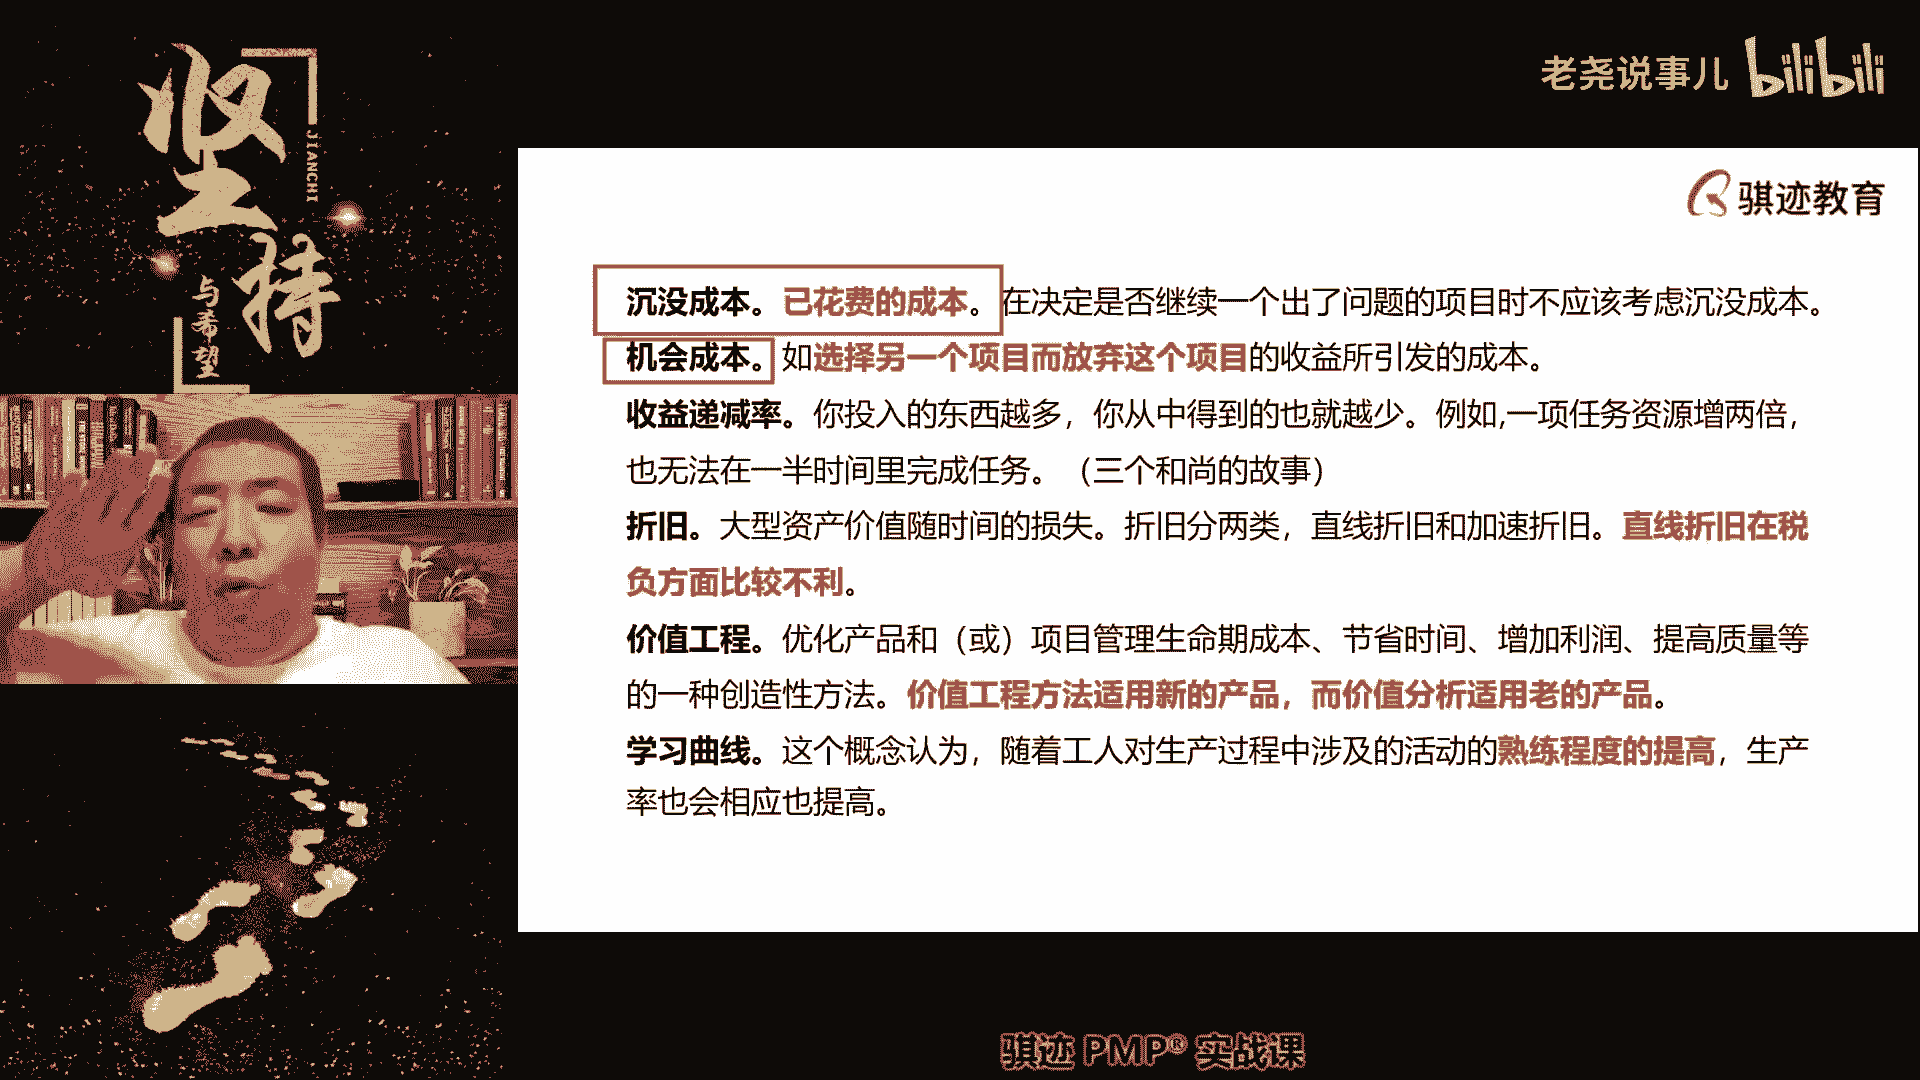 坚持
JIANCHI
与希望
老尧说事儿 bilibili
骐迹教育
沉没成本。已花费的成本。在决定是否继续一个出了问题的项目时不应该考虑沉没成本。
机会成本。如选择另一个项目而放弃这个项目的收益所引发的成本。
收益递减率。你投入的东西越多，你从中得到的也就越少。例如,一项任务资源增两倍，
也无法在一半时间里完成任务。（三个和尚的故事）
折旧。大型资产价值随时间的损失。折旧分两类，直线折旧和加速折旧。直线折旧在税
负方面比较不利。
价值工程。优化产品和（或）项目管理生命期成本、节省时间、增加利润、提高质量等
的一种创造性方法。价值工程方法适用新的产品，而价值分析适用老的产品。
学习曲线。这个概念认为，随着工人对生产过程中涉及的活动的熟练程度的提高，生产
率也会相应也提高。
骐迹 PMP® 实战课